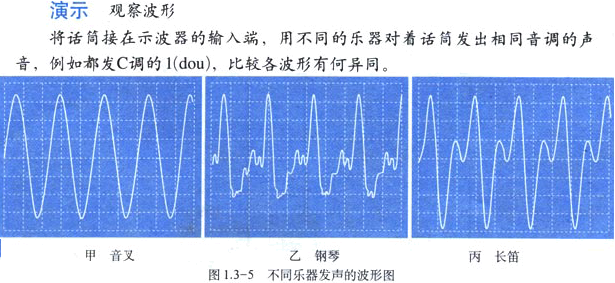 演示 观察波形
将话筒接在示波器的输入端，用不同的乐器对着话筒发出相同音调的声
音，例如都发C调的1(dou)，比较各波形有何异同。
甲 音叉 乙 钢琴 丙 长笛
图1.3-5 不同乐器发声的波形图